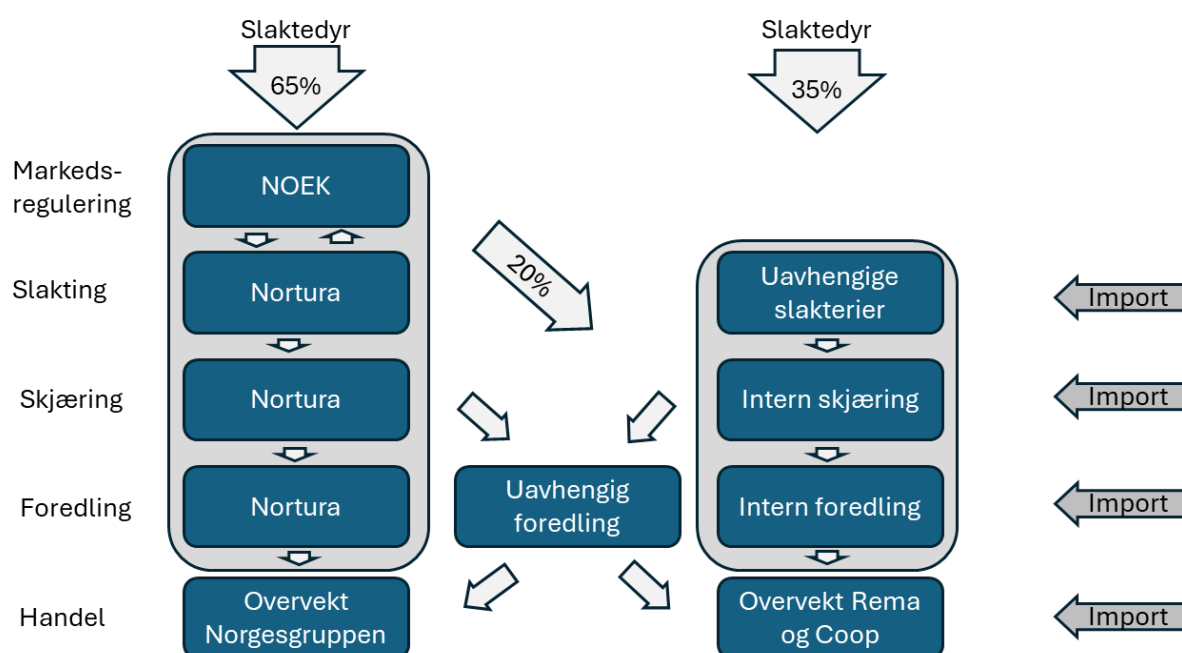 Slaktedyr
Slaktedyr
65%
35%
Markeds-
regulering
NOEK
20%
Slakting
Nortura
Uavhengige
slakterier
Import
Skjæring
Nortura
Intern skjæring
Import
Foredling
Nortura
Uavhengig
foredling
Intern foredling
Import
Handel
Overvekt
Norgesgruppen
Overvekt Rema
og Coop
Import